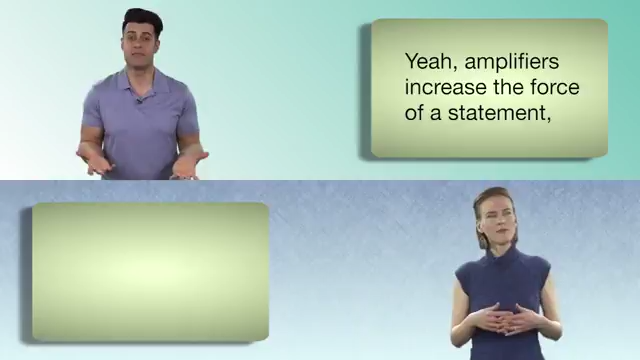 Yeah, amplifiers
increase the force
of a statement,